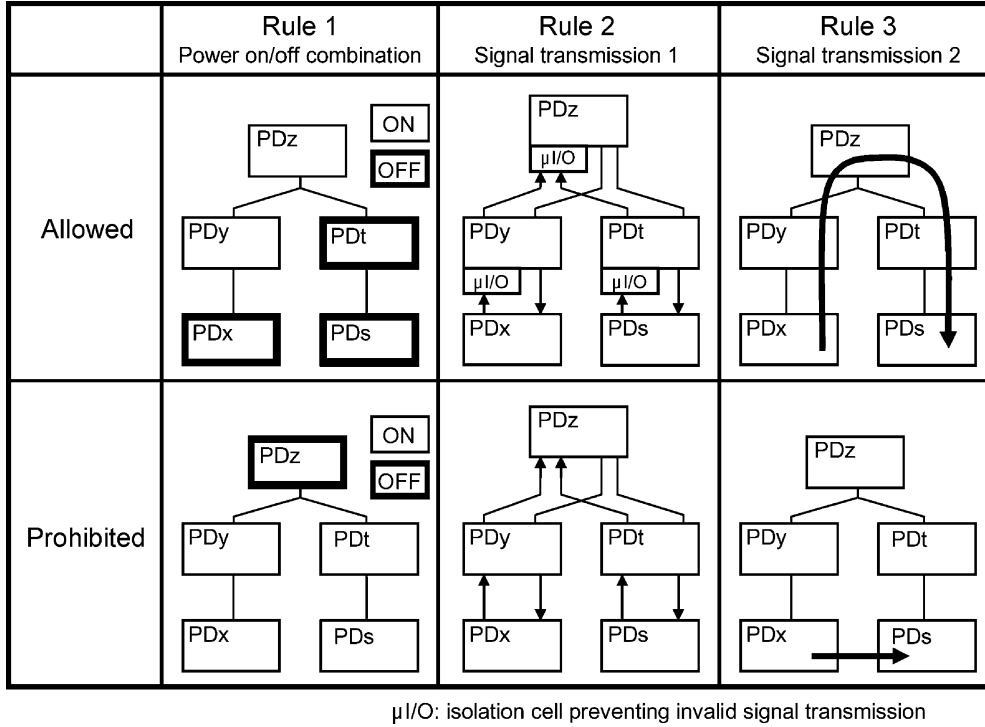 Rule 1
Power on/off combination
Rule 2
Signal transmission 1
Rule 3
Signal transmission 2
Allowed
PDz
ON
OFF
PDy
PDt
PDx
PDs
PDz
µI/O
PDy
PDt
µI/O
µI/O
PDx
PDs
PDz
PDy
PDt
PDx
PDs
Prohibited
PDz
ON
OFF
PDy
PDt
PDx
PDs
PDz
PDy
PDt
PDx
PDs
PDz
PDy
PDt
PDx
PDs
µI/O: isolation cell preventing invalid signal transmission